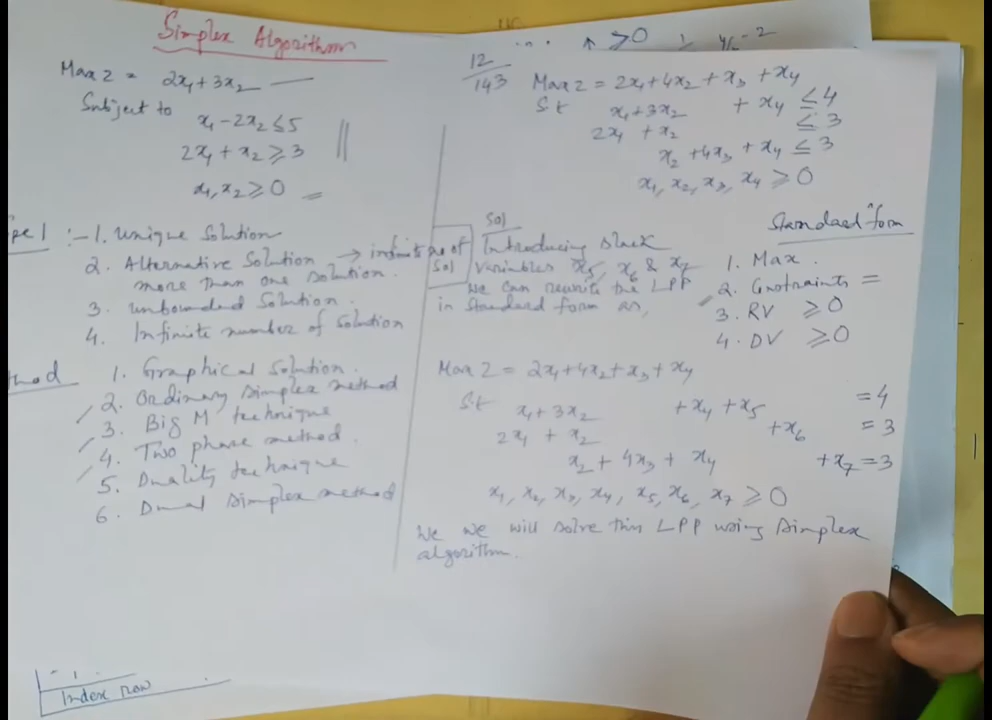 Simplex Algorithm
Max Z = 2x₁ + 3x₂
Subject to
x₁ - 2x₂ ≤ 5
2x₁ + x₂ ≥ 3
x₁, x₂ ≥ 0
pe 1 :- 1. Unique Solution
2. Alternative Solution → infinite no of sol
more than one solution.
3. unbounded Solution.
4. Infinite number of solution
thod 1. Graphical Solution.
2. Ordinary Simplex method
3. Big M technique
4. Two phase method.
5. Duality technique
6. Dual Simplex method
Index row
≥0
12/143
Max Z = 2x₁ + 4x₂ + x₃ + x₄
St x₁ + 3x₂ + x₄ ≤ 4
2x₁ + x₂ ≤ 3
x₂ + 4x₃ + x₄ ≤ 3
x₁, x₂, x₃, x₄ ≥ 0
Sol
Introducing slack
variables x₅, x₆ & x₇
We can rewrite the LPP
in standard form as,
Standard form
1. Max.
2. Constraints =
3. RV ≥ 0
4. DV ≥ 0
Max Z = 2x₁ + 4x₂ + x₃ + x₄
St x₁ + 3x₂ + x₄ + x₅ = 4
2x₁ + x₂ + x₆ = 3
x₂ + 4x₃ + x₄ + x₇ = 3
x₁, x₂, x₃, x₄, x₅, x₆, x₇ ≥ 0
We we will solve this LPP using Simplex
algorithm.